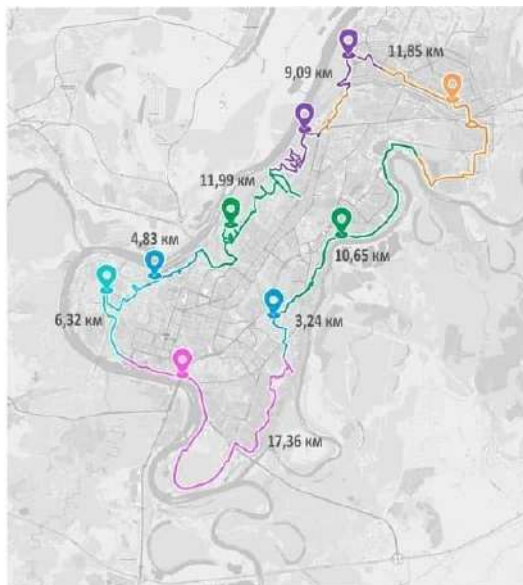 11,85 км
9,09 км
11,99 км
4,83 км
10,65 км
6,32 км
3,24 км
17,36 км